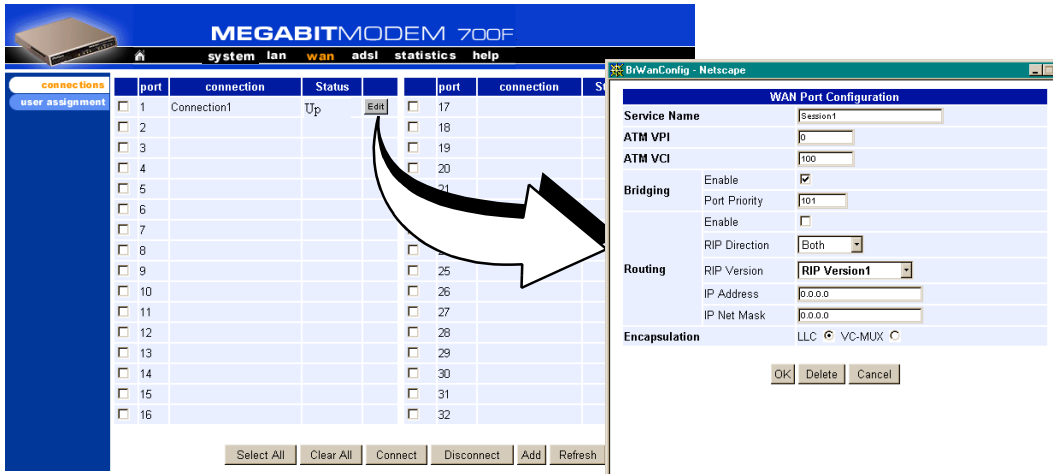 MEGABITMODEM 700F
system lan wan adsl statistics help
connections
user assignment
port connection Status port connection
1 Connection1 Up Edit 17
2 18
3 19
4 20
5 21
6
7
8
9 25
10 26
11 27
12 28
13 29
14 30
15 31
16 32
Select All Clear All Connect Disconnect Add Refresh
BrWanConfig - Netscape
WAN Port Configuration
Service Name Session1
ATM VPI 0
ATM VCI 100
Bridging
Enable
Port Priority 101
Routing
Enable
RIP Direction Both
RIP Version RIP Version1
IP Address 0.0.0.0
IP Net Mask 0.0.0.0
Encapsulation LLC VC-MUX
OK Delete Cancel